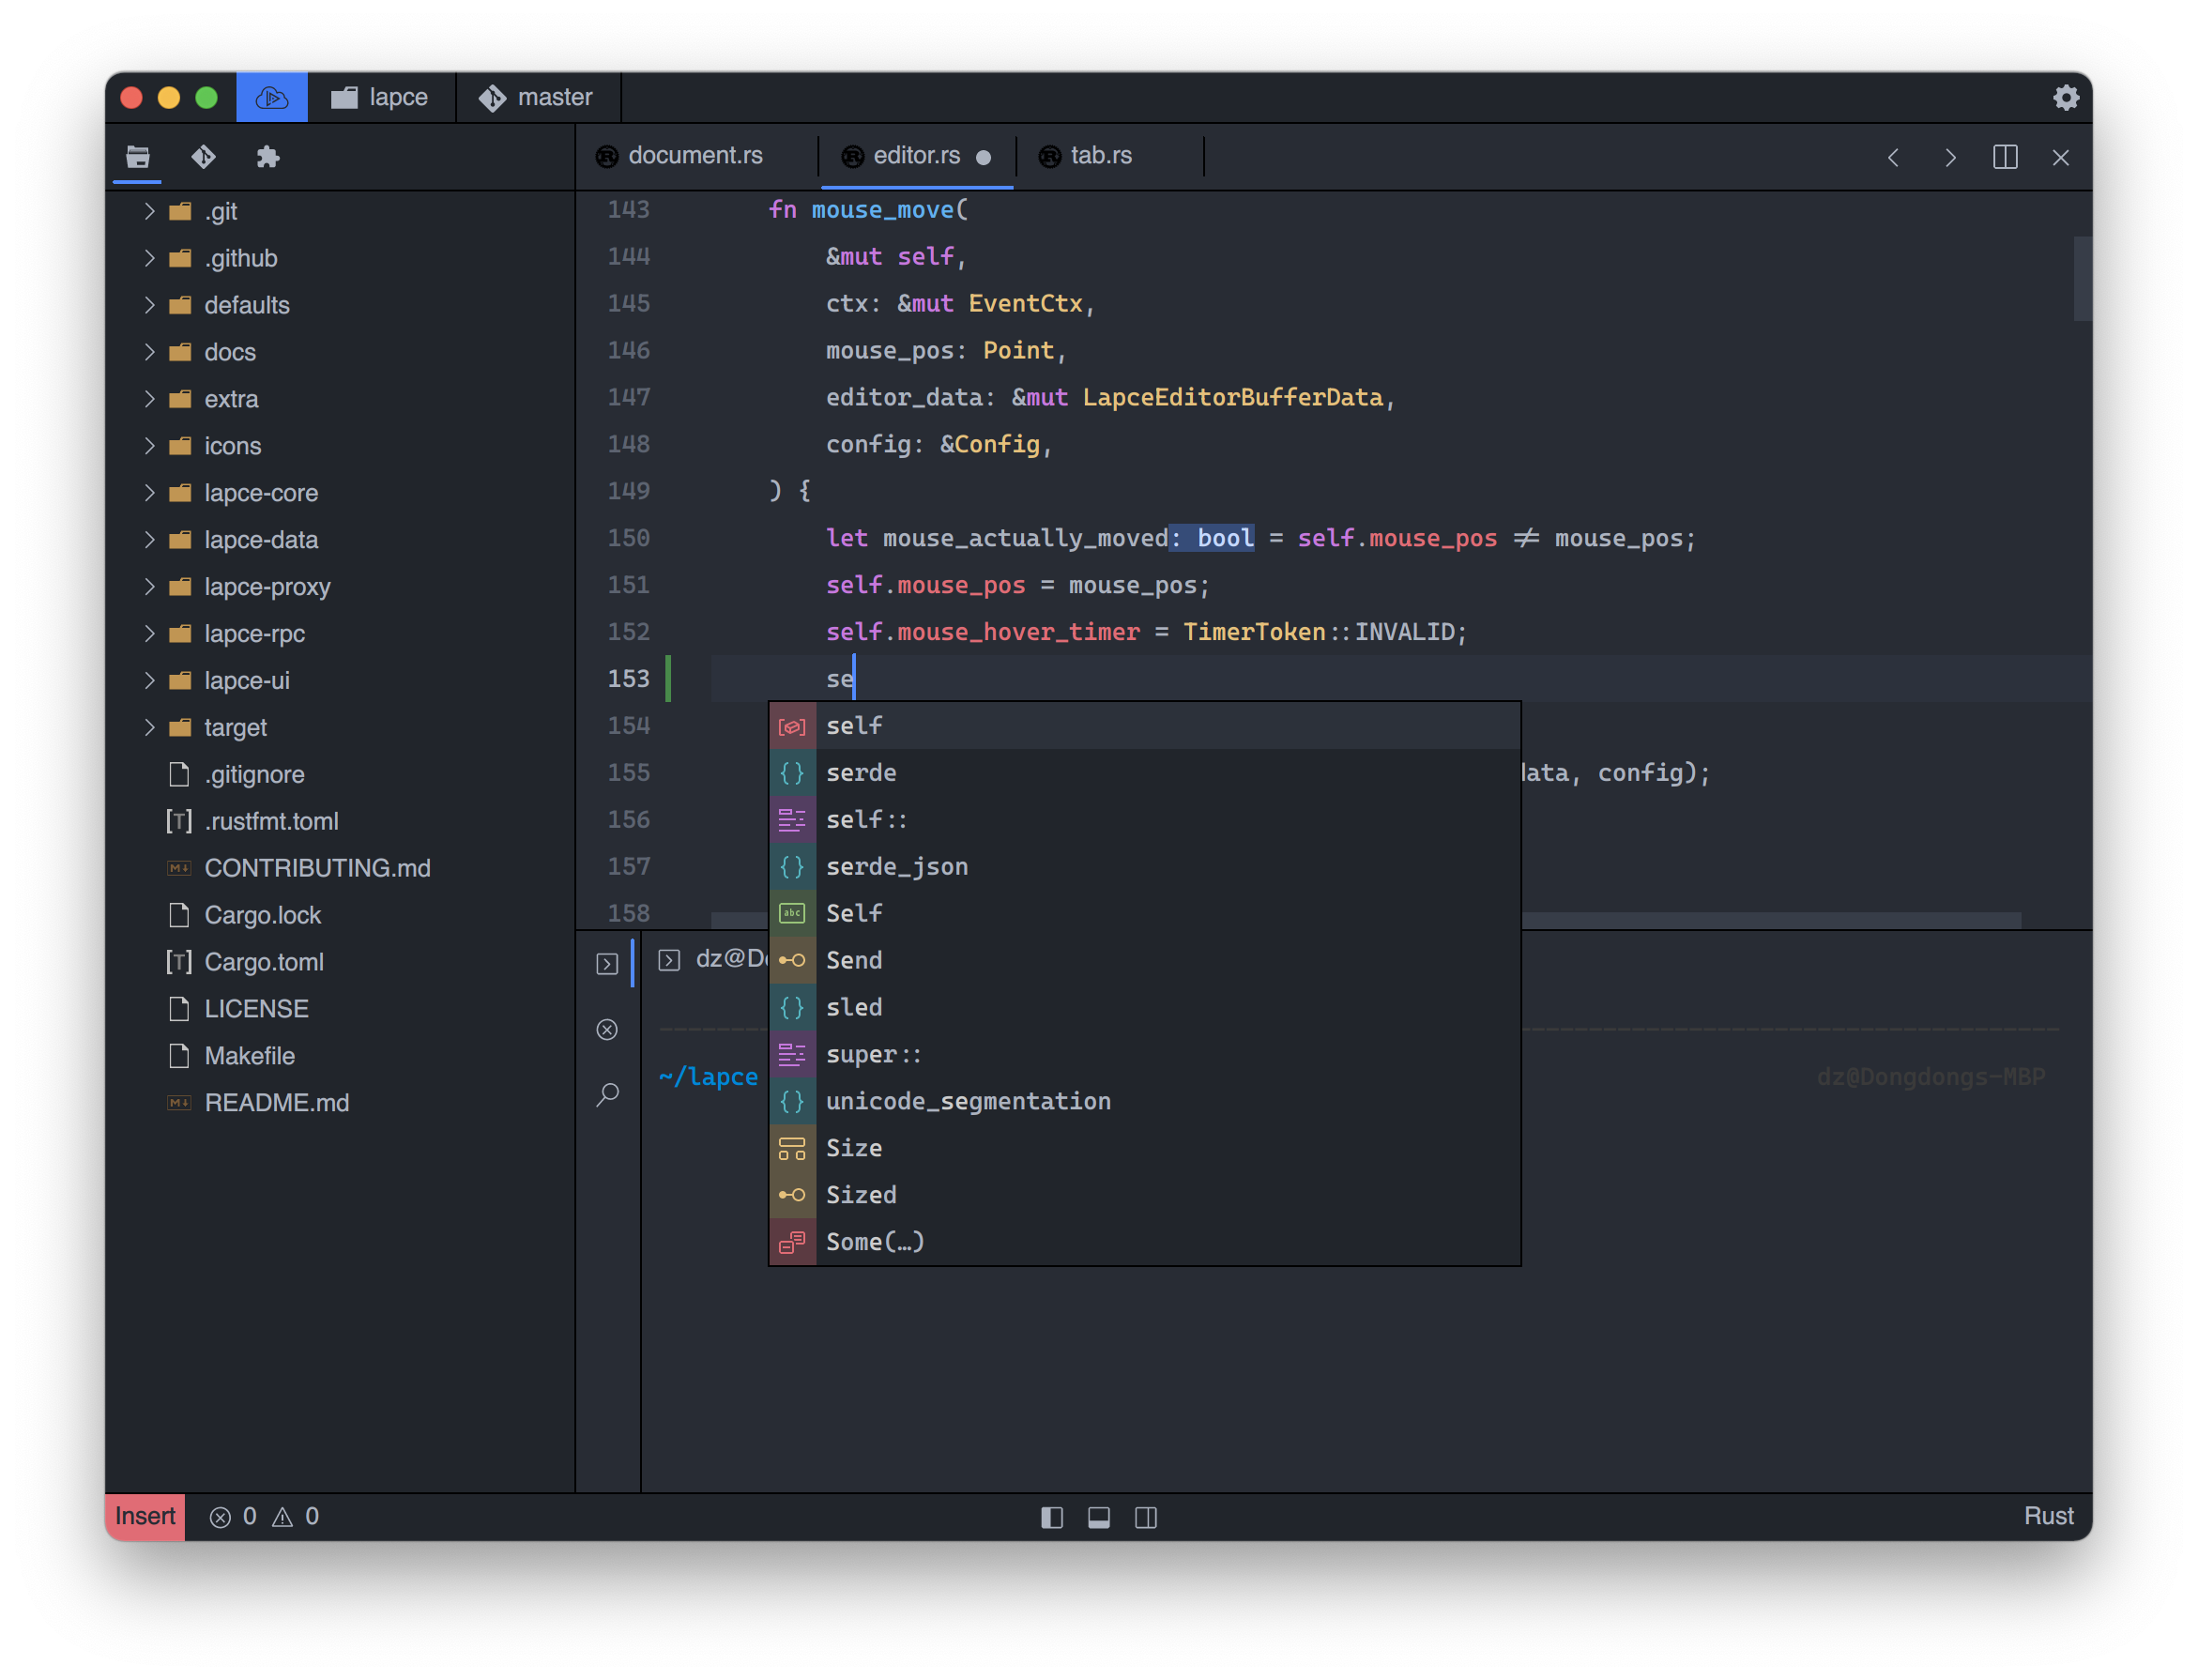 lapce
master
document.rs
editor.rs
tab.rs
.git
.github
defaults
docs
extra
icons
lapce-core
lapce-data
lapce-proxy
lapce-rpc
lapce-ui
target
.gitignore
[T] .rustfmt.toml
M↓ CONTRIBUTING.md
Cargo.lock
[T] Cargo.toml
LICENSE
Makefile
M↓ README.md
143 fn mouse_move(
144 &mut self,
145 ctx: &mut EventCtx,
146 mouse_pos: Point,
147 editor_data: &mut LapceEditorBufferData,
148 config: &Config,
149 ) {
150 let mouse_actually_moved: bool = self.mouse_pos != mouse_pos;
151 self.mouse_pos = mouse_pos;
152 self.mouse_hover_timer = TimerToken::INVALID;
153 se
154
155 data, config);
156
157
158
self
serde
self::
serde_json
abc Self
Send
sled
super::
unicode_segmentation
Size
Sized
Some(…)
dz@Do
~/lapce
dz@Dongdongs-MBP
Insert 0 0
Rust